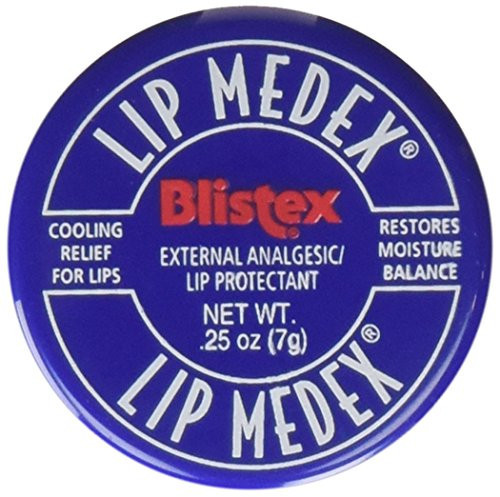 LIP MEDEX®
Blistex
COOLING
RELIEF
FOR LIPS
EXTERNAL ANALGESIC/
LIP PROTECTANT
RESTORES
MOISTURE
BALANCE
NET WT.
.25 oz (7g)
LIP MEDEX®